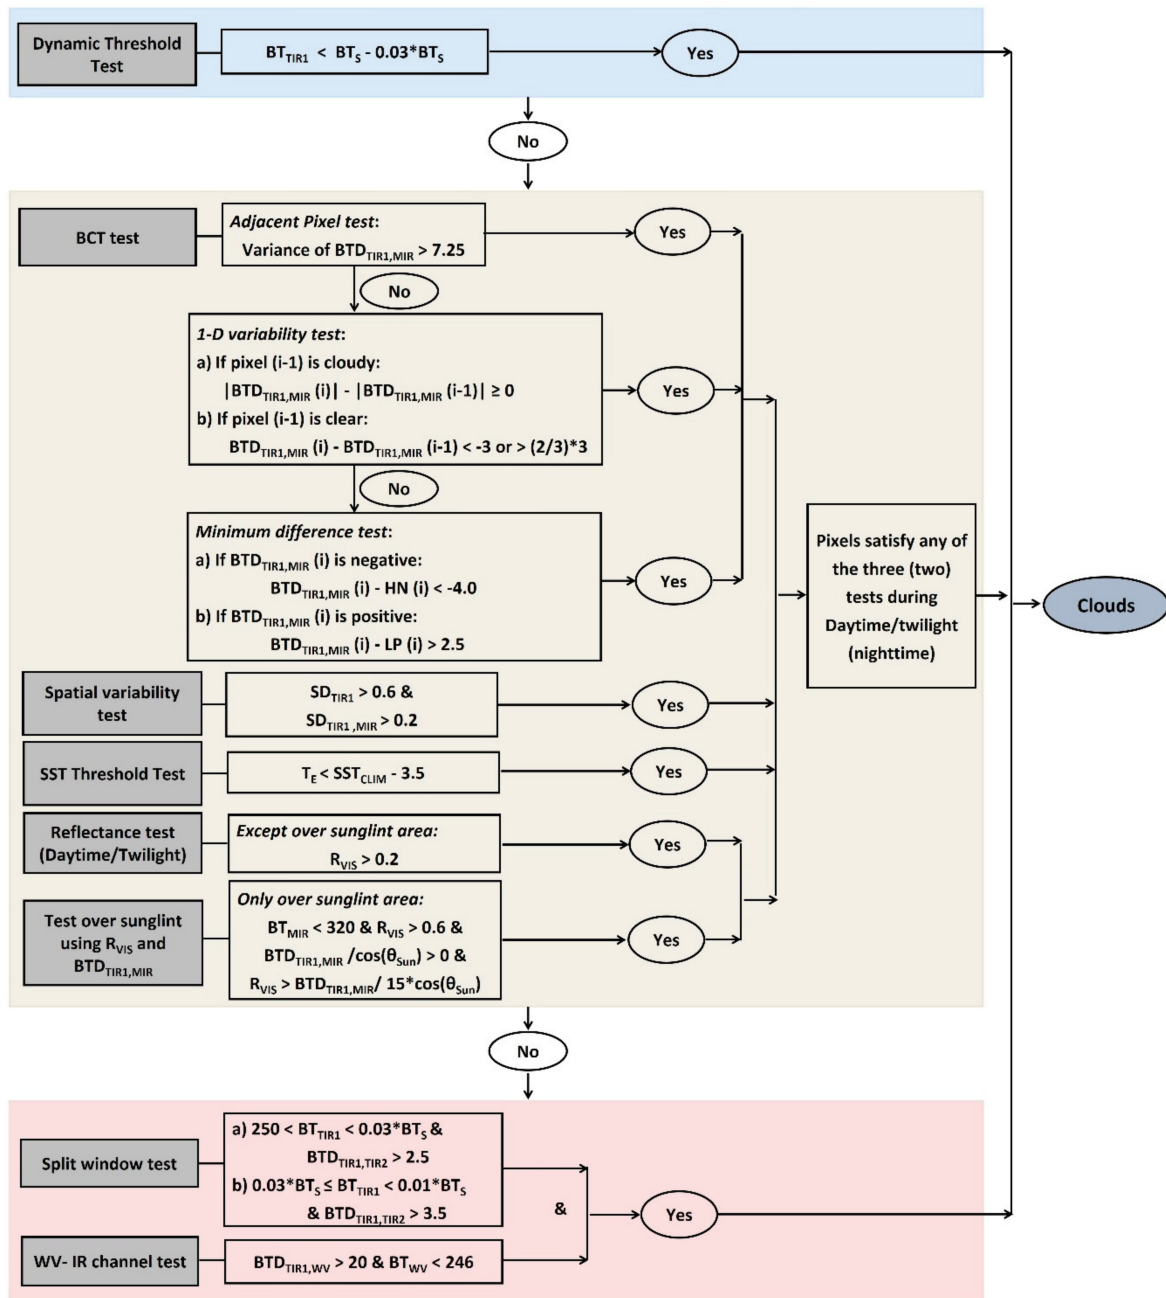 Dynamic Threshold
Test
BT_TIR1 < BT_S - 0.03*BT_S
Yes
No
BCT test
Adjacent Pixel test:
Variance of BTD_TIR1,MIR > 7.25
Yes
No
1-D variability test:
a) If pixel (i-1) is cloudy:
|BTD_TIR1,MIR (i)| - |BTD_TIR1,MIR (i-1)| ≥ 0
b) If pixel (i-1) is clear:
BTD_TIR1,MIR (i) - BTD_TIR1,MIR (i-1) < -3 or > (2/3)*3
Yes
No
Minimum difference test:
a) If BTD_TIR1,MIR (i) is negative:
BTD_TIR1,MIR (i) - HN (i) < -4.0
b) If BTD_TIR1,MIR (i) is positive:
BTD_TIR1,MIR (i) - LP (i) > 2.5
Yes
Pixels satisfy any of
the three (two)
tests during
Daytime/twilight
(nighttime)
Clouds
Spatial variability
test
SD_TIR1 > 0.6 &
SD_TIR1,MIR > 0.2
Yes
SST Threshold Test
T_E < SST_CLIM - 3.5
Yes
Reflectance test
(Daytime/Twilight)
Except over sunglint area:
R_VIS > 0.2
Yes
Test over sunglint
using R_VIS and
BTD_TIR1,MIR
Only over sunglint area:
BT_MIR < 320 & R_VIS > 0.6 &
BTD_TIR1,MIR /cos(θ_Sun) > 0 &
R_VIS > BTD_TIR1,MIR/ 15*cos(θ_Sun)
Yes
No
Split window test
a) 250 < BT_TIR1 < 0.03*BT_S &
BTD_TIR1,TIR2 > 2.5
b) 0.03*BT_S ≤ BT_TIR1 < 0.01*BT_S
& BTD_TIR1,TIR2 > 3.5
&
Yes
WV- IR channel test
BTD_TIR1,WV > 20 & BT_WV < 246